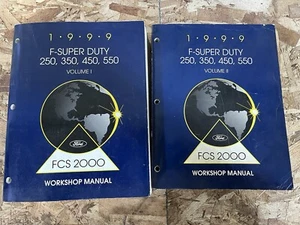 1•9•9•9
F-SUPER DUTY
250, 350, 450, 550
VOLUME I
Ford
FCS 2000
WORKSHOP MANUAL
1•9•9•9
F-SUPER DUTY
250, 350, 450, 550
VOLUME II
Ford
FCS 2000
WORKSHOP MANUAL